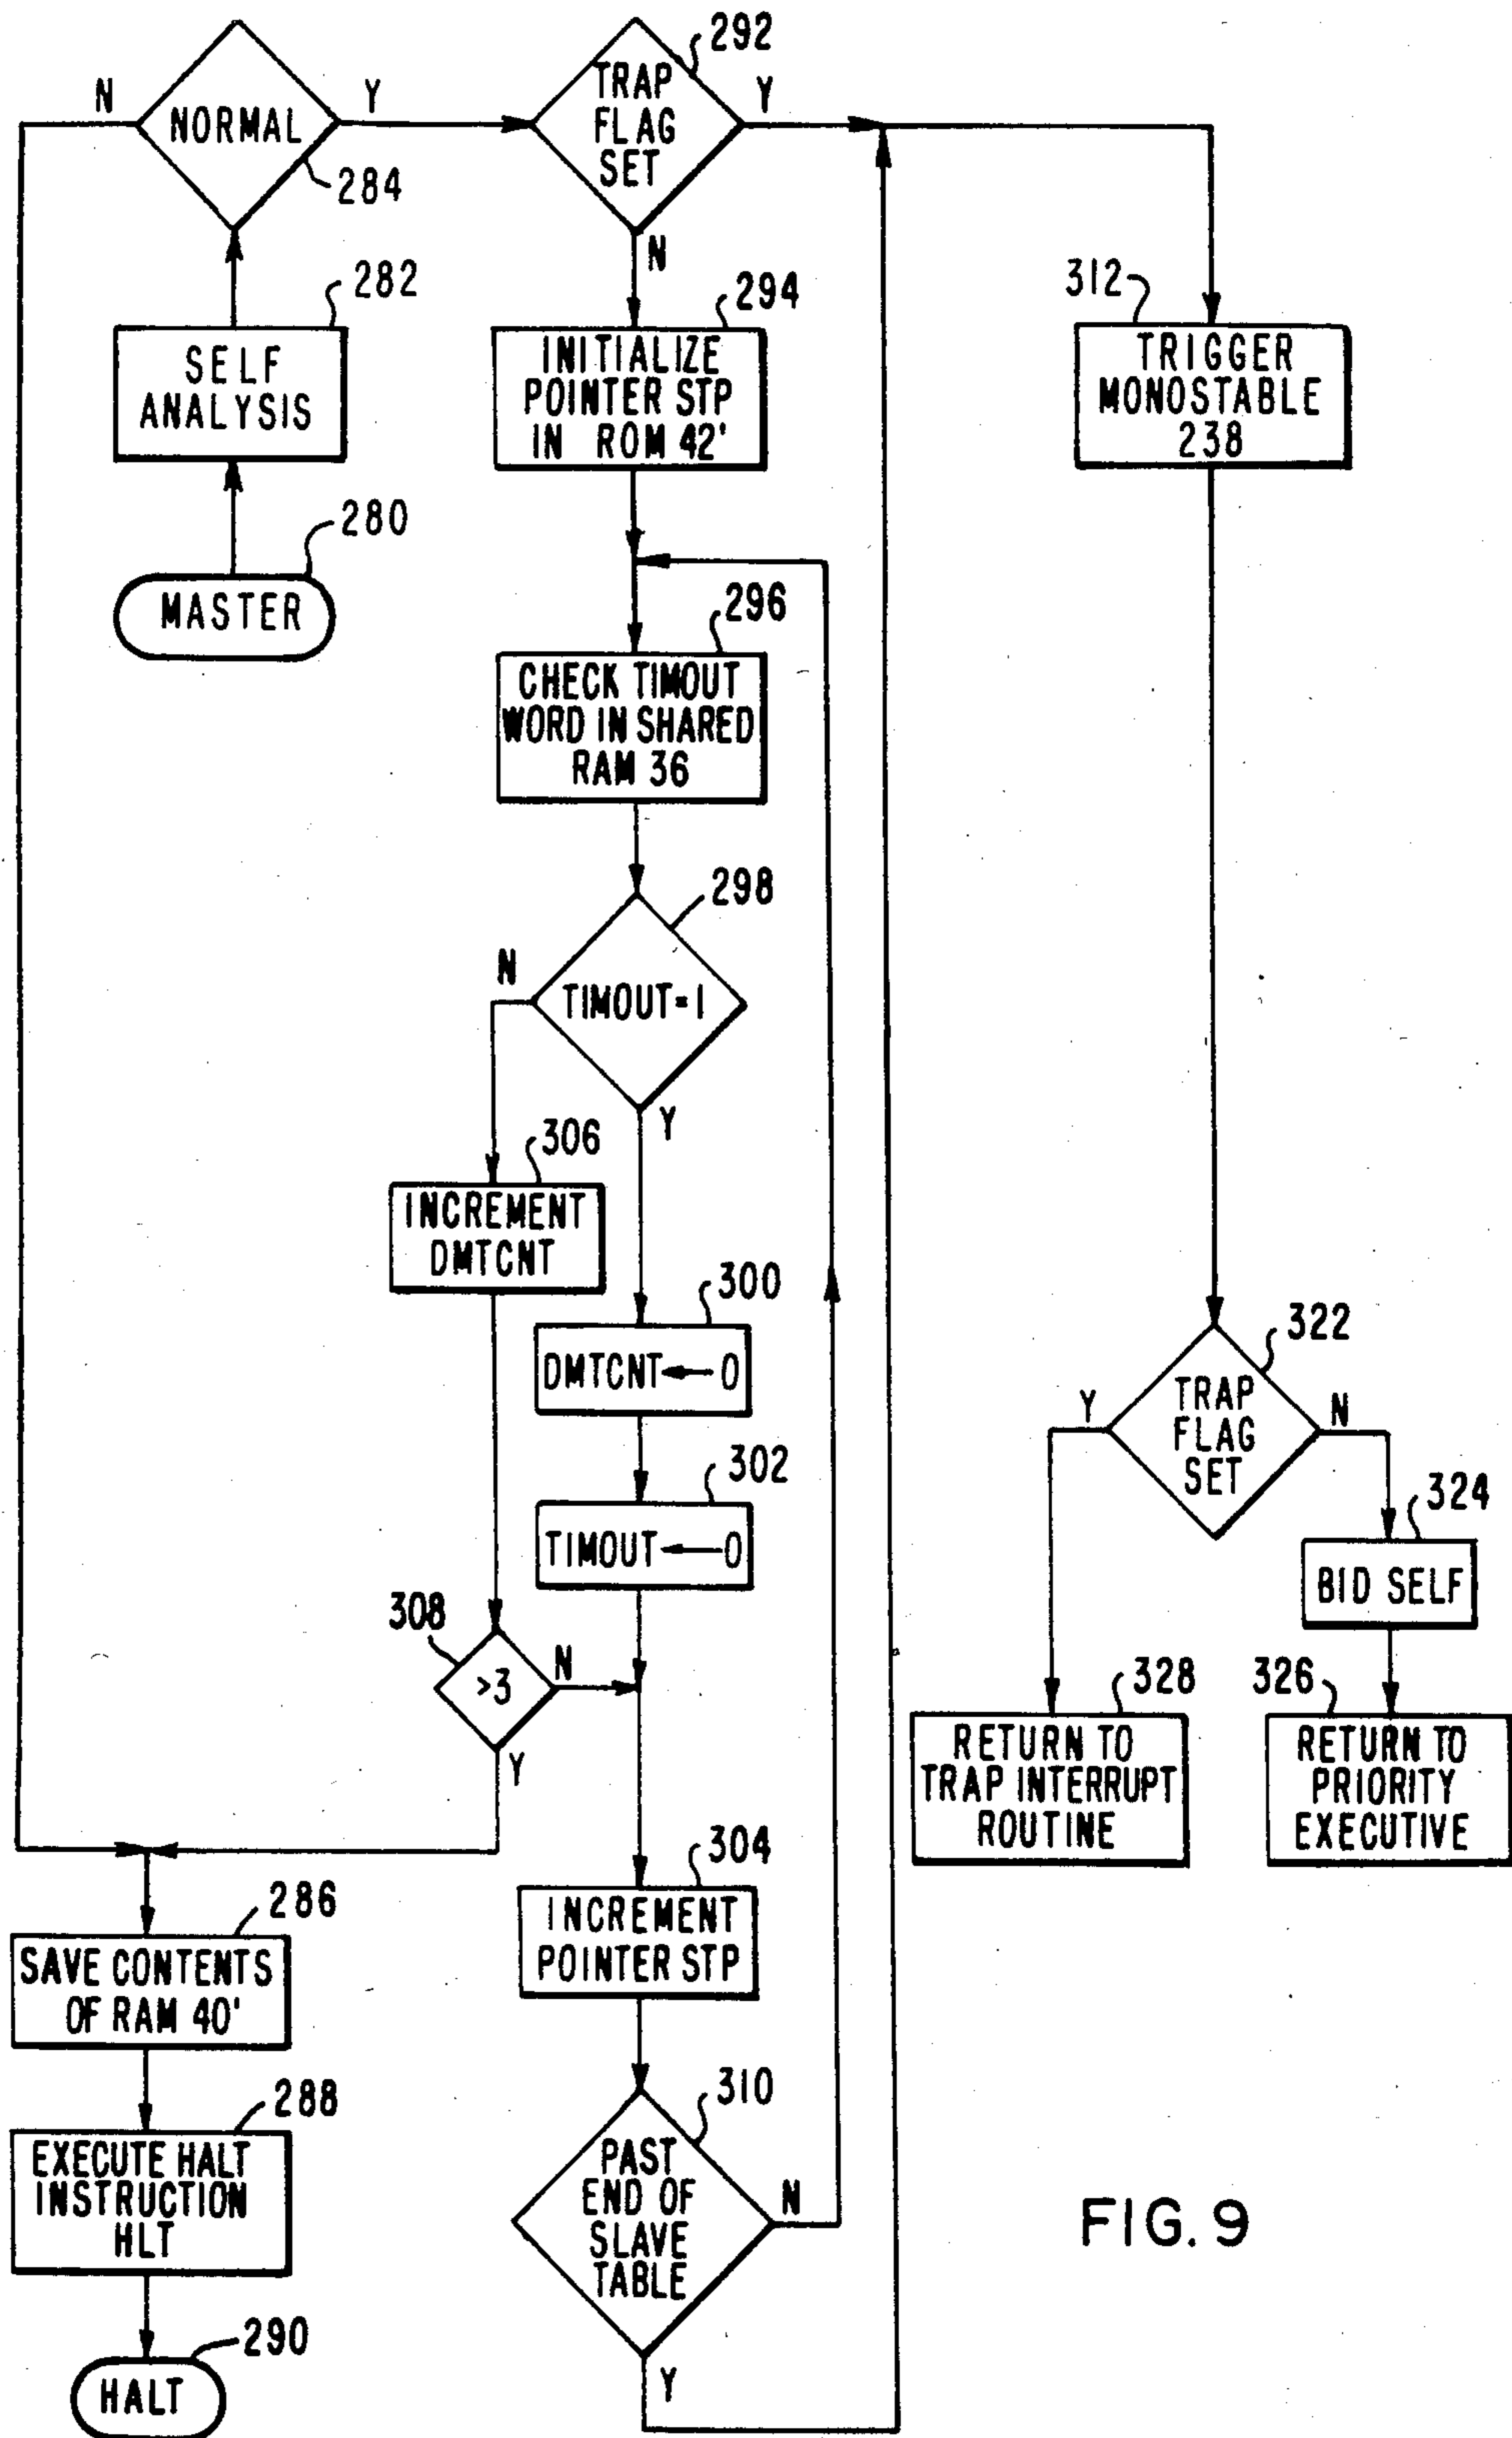 292
TRAP
FLAG
SET
N
Y
Y
NORMAL
284
N
282
SELF
ANALYSIS
294
INITIALIZE
POINTER STP
IN ROM 42'
312
TRIGGER
MONOSTABLE
238
280
MASTER
296
CHECK TIMOUT
WORD IN SHARED
RAM 36
298
N
TIMOUT=1
Y
306
INCREMENT
DMTCNT
300
DMTCNT←0
302
TIMOUT←0
322
Y
TRAP
FLAG
SET
N
324
BID SELF
308
>3
N
Y
328
RETURN TO
TRAP INTERRUPT
ROUTINE
326
RETURN TO
PRIORITY
EXECUTIVE
304
INCREMENT
POINTER STP
286
SAVE CONTENTS
OF RAM 40'
288
EXECUTE HALT
INSTRUCTION
HLT
310
PAST
END OF
SLAVE
TABLE
N
Y
290
HALT
FIG. 9